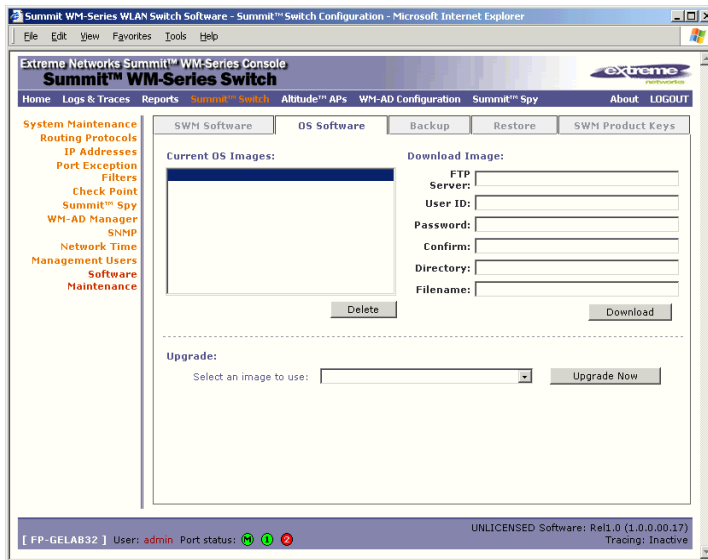 Summit WM-Series WLAN Switch Software - Summit™ Switch Configuration - Microsoft Internet Explorer
File Edit View Favorites Tools Help
Extreme Networks Summit™ WM-Series Console
Summit™ WM-Series Switch
extreme
networks
Home Logs & Traces Reports Summit™ Switch Altitude™ APs WM-AD Configuration Summit™ Spy About LOGOUT
System Maintenance
Routing Protocols
IP Addresses
Port Exception
Filters
Check Point
Summit™ Spy
WM-AD Manager
SNMP
Network Time
Management Users
Software
Maintenance
SWM Software OS Software Backup Restore SWM Product Keys
Current OS Images:
Delete
Download Image:
FTP
Server:
User ID:
Password:
Confirm:
Directory:
Filename:
Download
Upgrade:
Select an image to use:
Upgrade Now
UNLICENSED Software: Rel1.0 (1.0.0.00.17)
[ FP-GELAB32 ] User: admin Port status: M 1 2
Tracing: Inactive